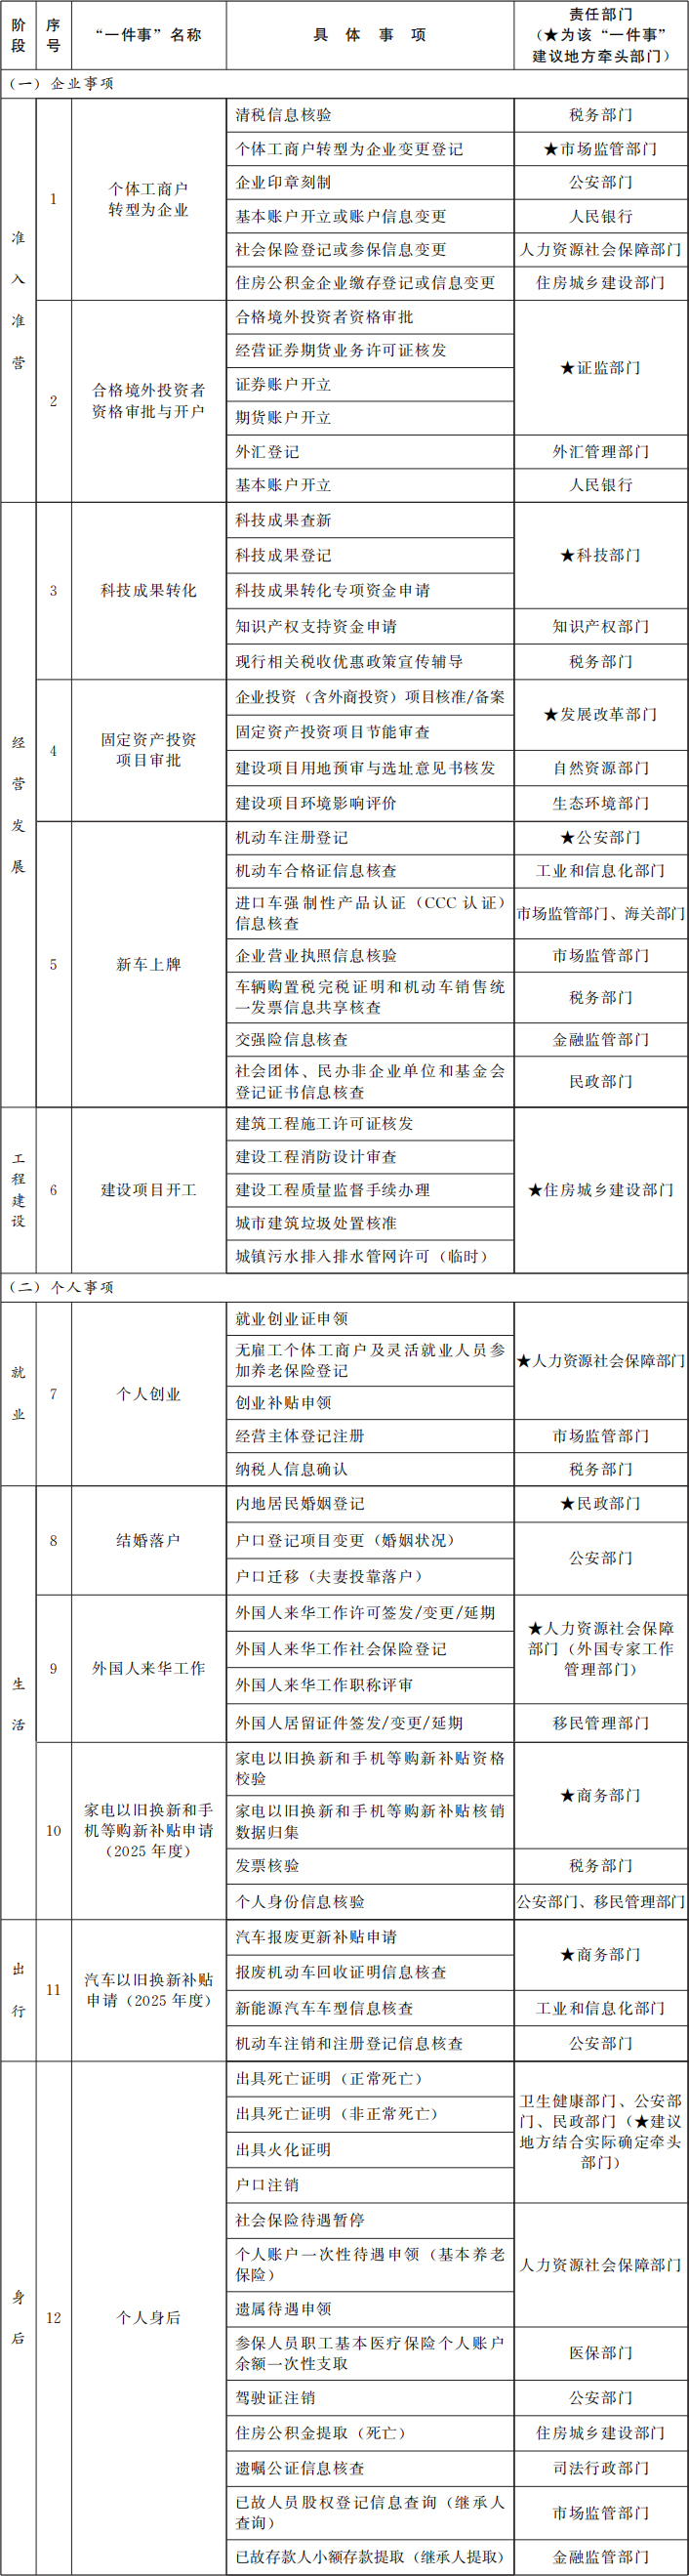 阶段
序号
“一件事”名称
具 体 事 项
责任部门
（★为该“一件事”
建议地方牵头部门）
（一）企业事项
准入准营
1
个体工商户
转型为企业
清税信息核验
税务部门
个体工商户转型为企业变更登记
★市场监管部门
企业印章刻制
公安部门
基本账户开立或账户信息变更
人民银行
社会保险登记或参保信息变更
人力资源社会保障部门
住房公积金企业缴存登记或信息变更
住房城乡建设部门
2
合格境外投资者
资格审批与开户
合格境外投资者资格审批
经营证券期货业务许可证核发
证券账户开立
期货账户开立
★证监部门
外汇登记
外汇管理部门
基本账户开立
人民银行
经营发展
3
科技成果转化
科技成果查新
科技成果登记
科技成果转化专项资金申请
★科技部门
知识产权支持资金申请
知识产权部门
现行相关税收优惠政策宣传辅导
税务部门
4
固定资产投资
项目审批
企业投资（含外商投资）项目核准/备案
固定资产投资项目节能审查
★发展改革部门
建设项目用地预审与选址意见书核发
自然资源部门
建设项目环境影响评价
生态环境部门
5
新车上牌
机动车注册登记
★公安部门
机动车合格证信息核查
工业和信息化部门
进口车强制性产品认证（CCC 认证）
信息核查
市场监管部门、海关部门
企业营业执照信息核验
市场监管部门
车辆购置税完税证明和机动车销售统
一发票信息共享核查
税务部门
交强险信息核查
金融监管部门
社会团体、民办非企业单位和基金会
登记证书信息核查
民政部门
工程建设
6
建设项目开工
建筑工程施工许可证核发
建设工程消防设计审查
建设工程质量监督手续办理
城市建筑垃圾处置核准
城镇污水排入排水管网许可（临时）
★住房城乡建设部门
（二）个人事项
就业
7
个人创业
就业创业证申领
无雇工个体工商户及灵活就业人员参
加养老保险登记
创业补贴申领
★人力资源社会保障部门
经营主体登记注册
市场监管部门
纳税人信息确认
税务部门
生活
8
结婚落户
内地居民婚姻登记
★民政部门
户口登记项目变更（婚姻状况）
户口迁移（夫妻投靠落户）
公安部门
9
外国人来华工作
外国人来华工作许可签发/变更/延期
外国人来华工作社会保险登记
外国人来华工作职称评审
★人力资源社会保障
部门（外国专家工作
管理部门）
外国人居留证件签发/变更/延期
移民管理部门
10
家电以旧换新和手
机等购新补贴申请
（2025 年度）
家电以旧换新和手机等购新补贴资格
校验
家电以旧换新和手机等购新补贴核销
数据归集
★商务部门
发票核验
税务部门
个人身份信息核验
公安部门、移民管理部门
出行
11
汽车以旧换新补贴
申请（2025 年度）
汽车报废更新补贴申请
报废机动车回收证明信息核查
★商务部门
新能源汽车车型信息核查
工业和信息化部门
机动车注销和注册登记信息核查
公安部门
身后
12
个人身后
出具死亡证明（正常死亡）
出具死亡证明（非正常死亡）
出具火化证明
户口注销
卫生健康部门、公安部
门、民政部门（★建议
地方结合实际确定牵头
部门）
社会保险待遇暂停
个人账户一次性待遇申领（基本养老
保险）
遗属待遇申领
人力资源社会保障部门
参保人员职工基本医疗保险个人账户
余额一次性支取
医保部门
驾驶证注销
公安部门
住房公积金提取（死亡）
住房城乡建设部门
遗嘱公证信息核查
司法行政部门
已故人员股权登记信息查询（继承人
查询）
市场监管部门
已故存款人小额存款提取（继承人提取）
金融监管部门